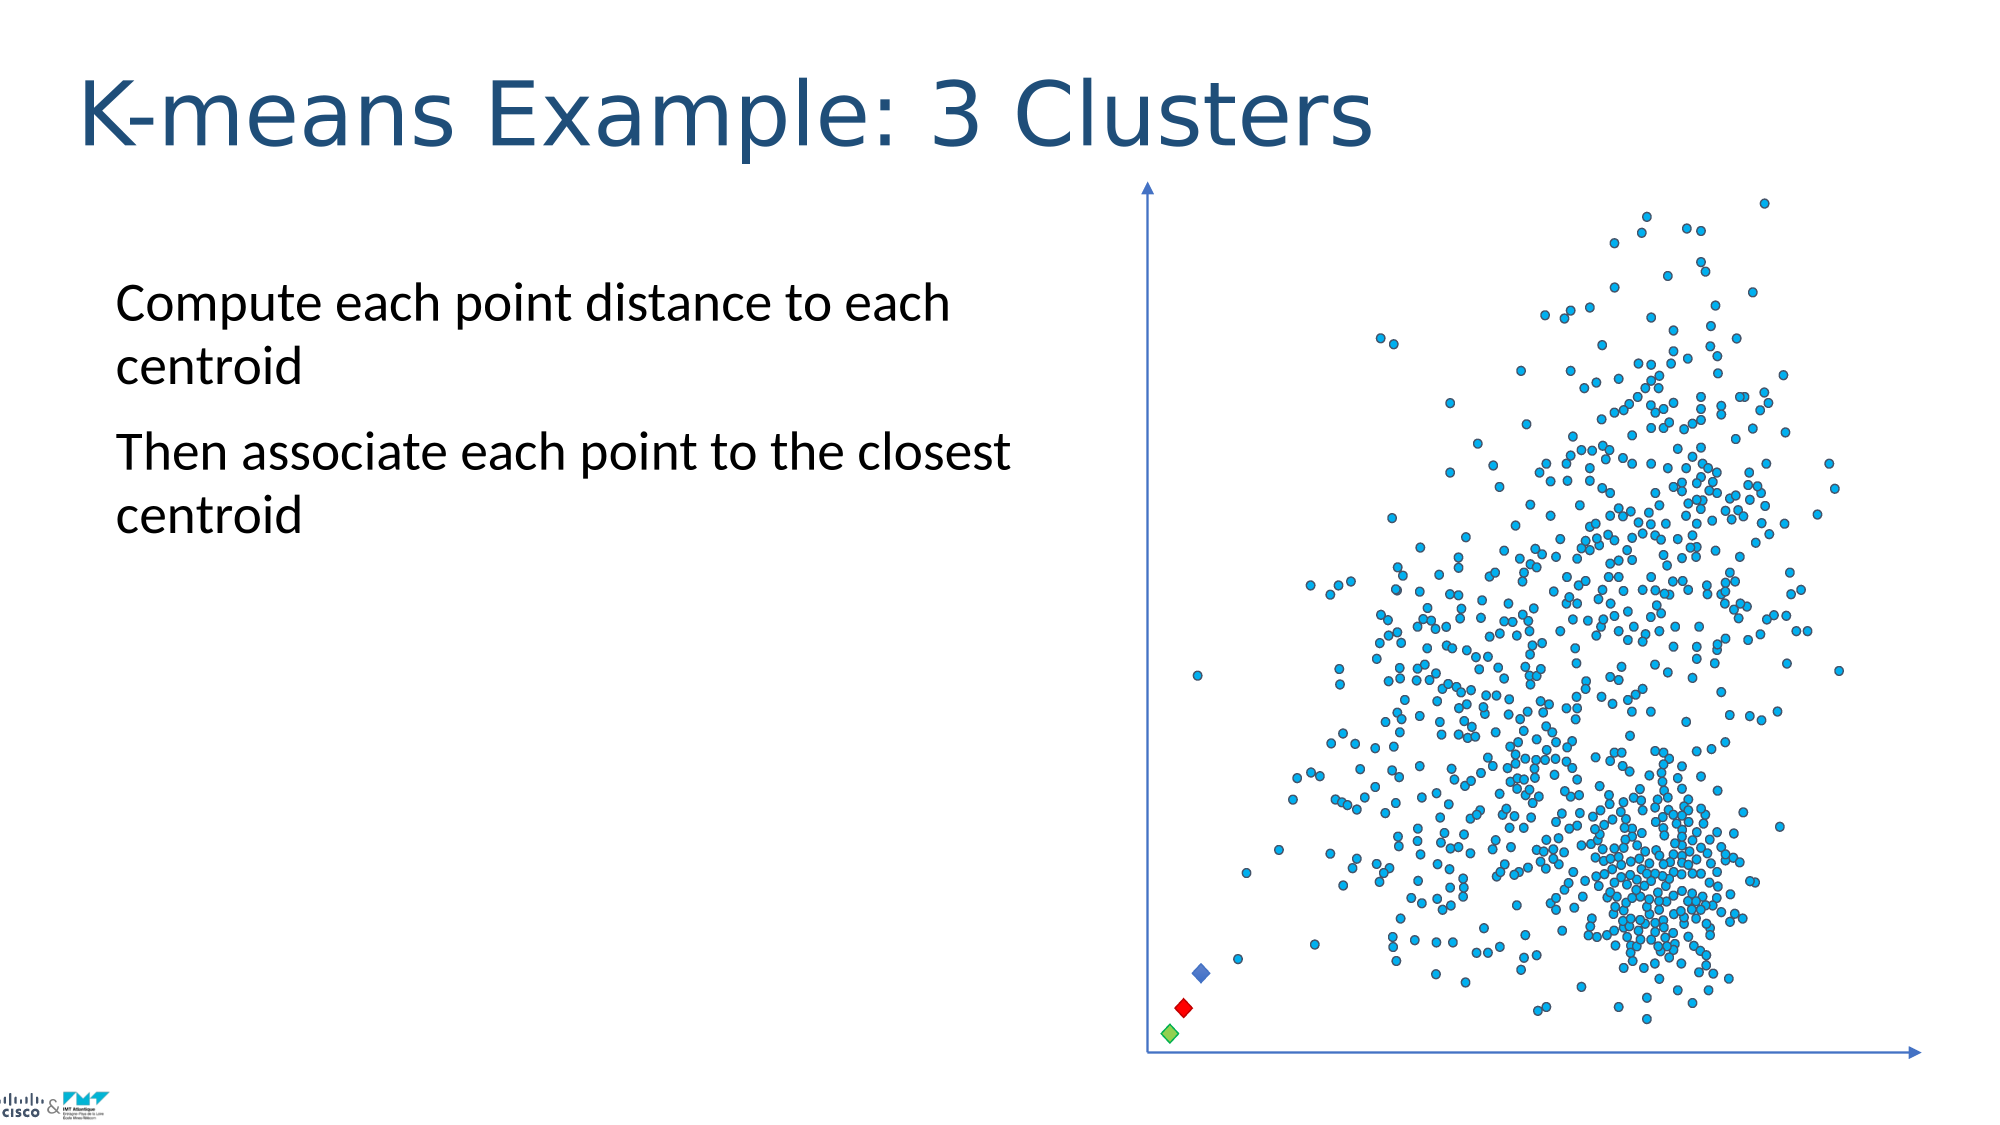 K-means Example: 3 Clusters
Compute each point distance to each
centroid
Then associate each point to the closest
centroid
CISCO & IMT Atlantique